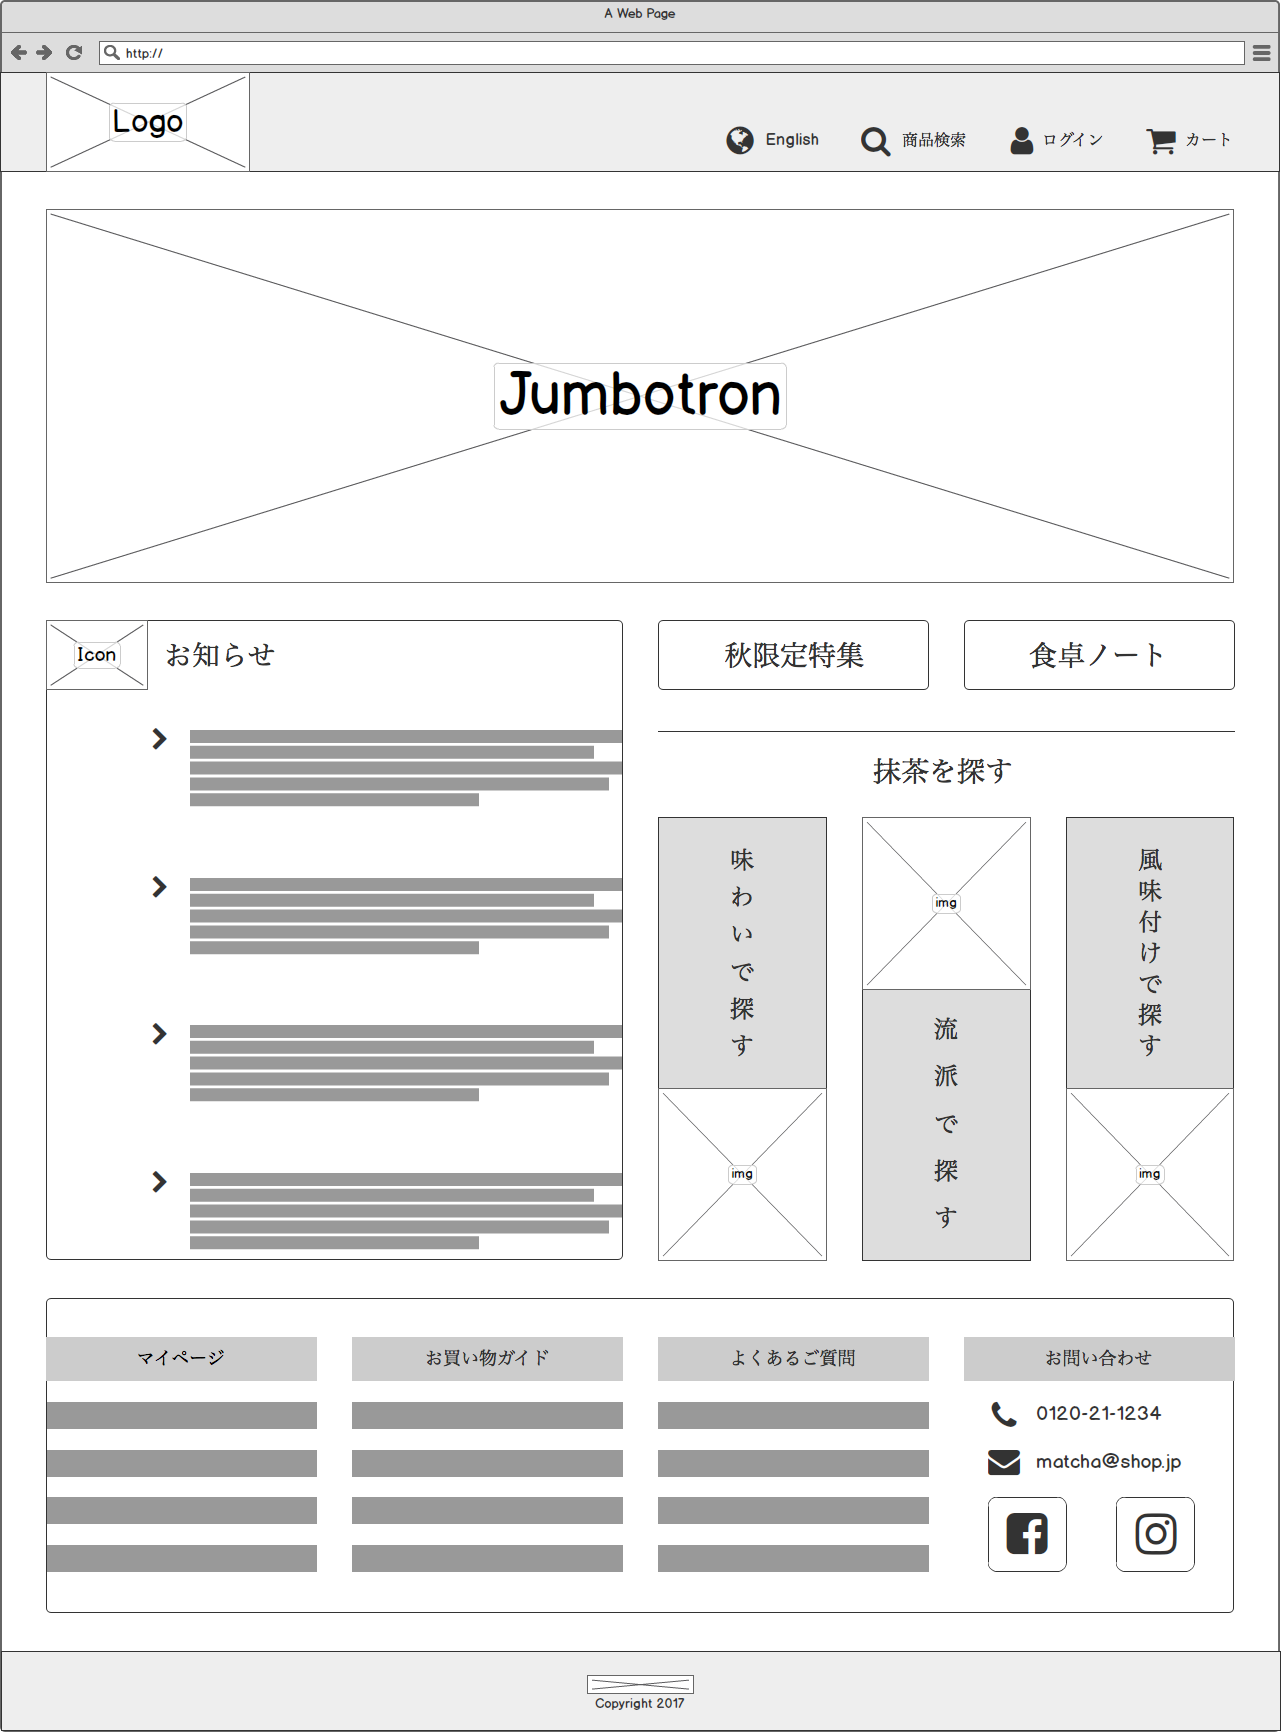 A Web Page
http://
Logo
English
商品検索
ログイン
カート
Jumbotron
Icon
お知らせ
秋限定特集
食卓ノート
抹茶を探す
味わいで探す
img
img
流派で探す
風味付けで探す
img
マイページ
お買い物ガイド
よくあるご質問
お問い合わせ
0120-21-1234
matcha@shop.jp
Copyright 2017